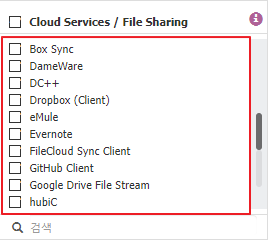 Cloud Services / File Sharing
Box Sync
DameWare
DC++
Dropbox (Client)
eMule
Evernote
FileCloud Sync Client
GitHub Client
Google Drive File Stream
hubiC
검색